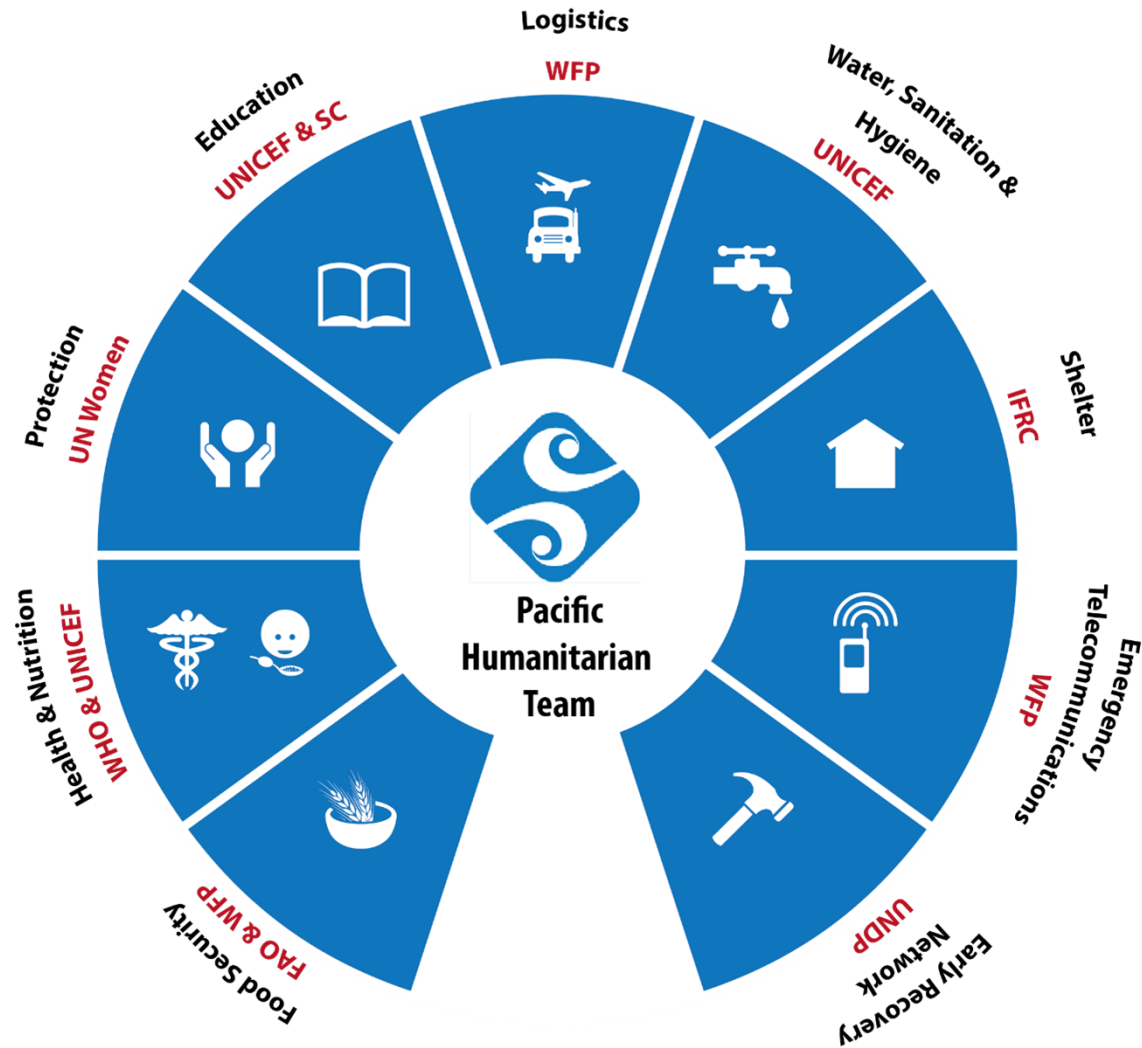 Logistics
WFP
Water, Sanitation &
Hygiene
UNICEF
Shelter
IFRC
Emergency
Telecommunications
WFP
Early Recovery
Network
UNDP
Food Security
FAO & WFP
Health & Nutrition
WHO & UNICEF
Protection
UN Women
Education
UNICEF & SC
Pacific
Humanitarian
Team